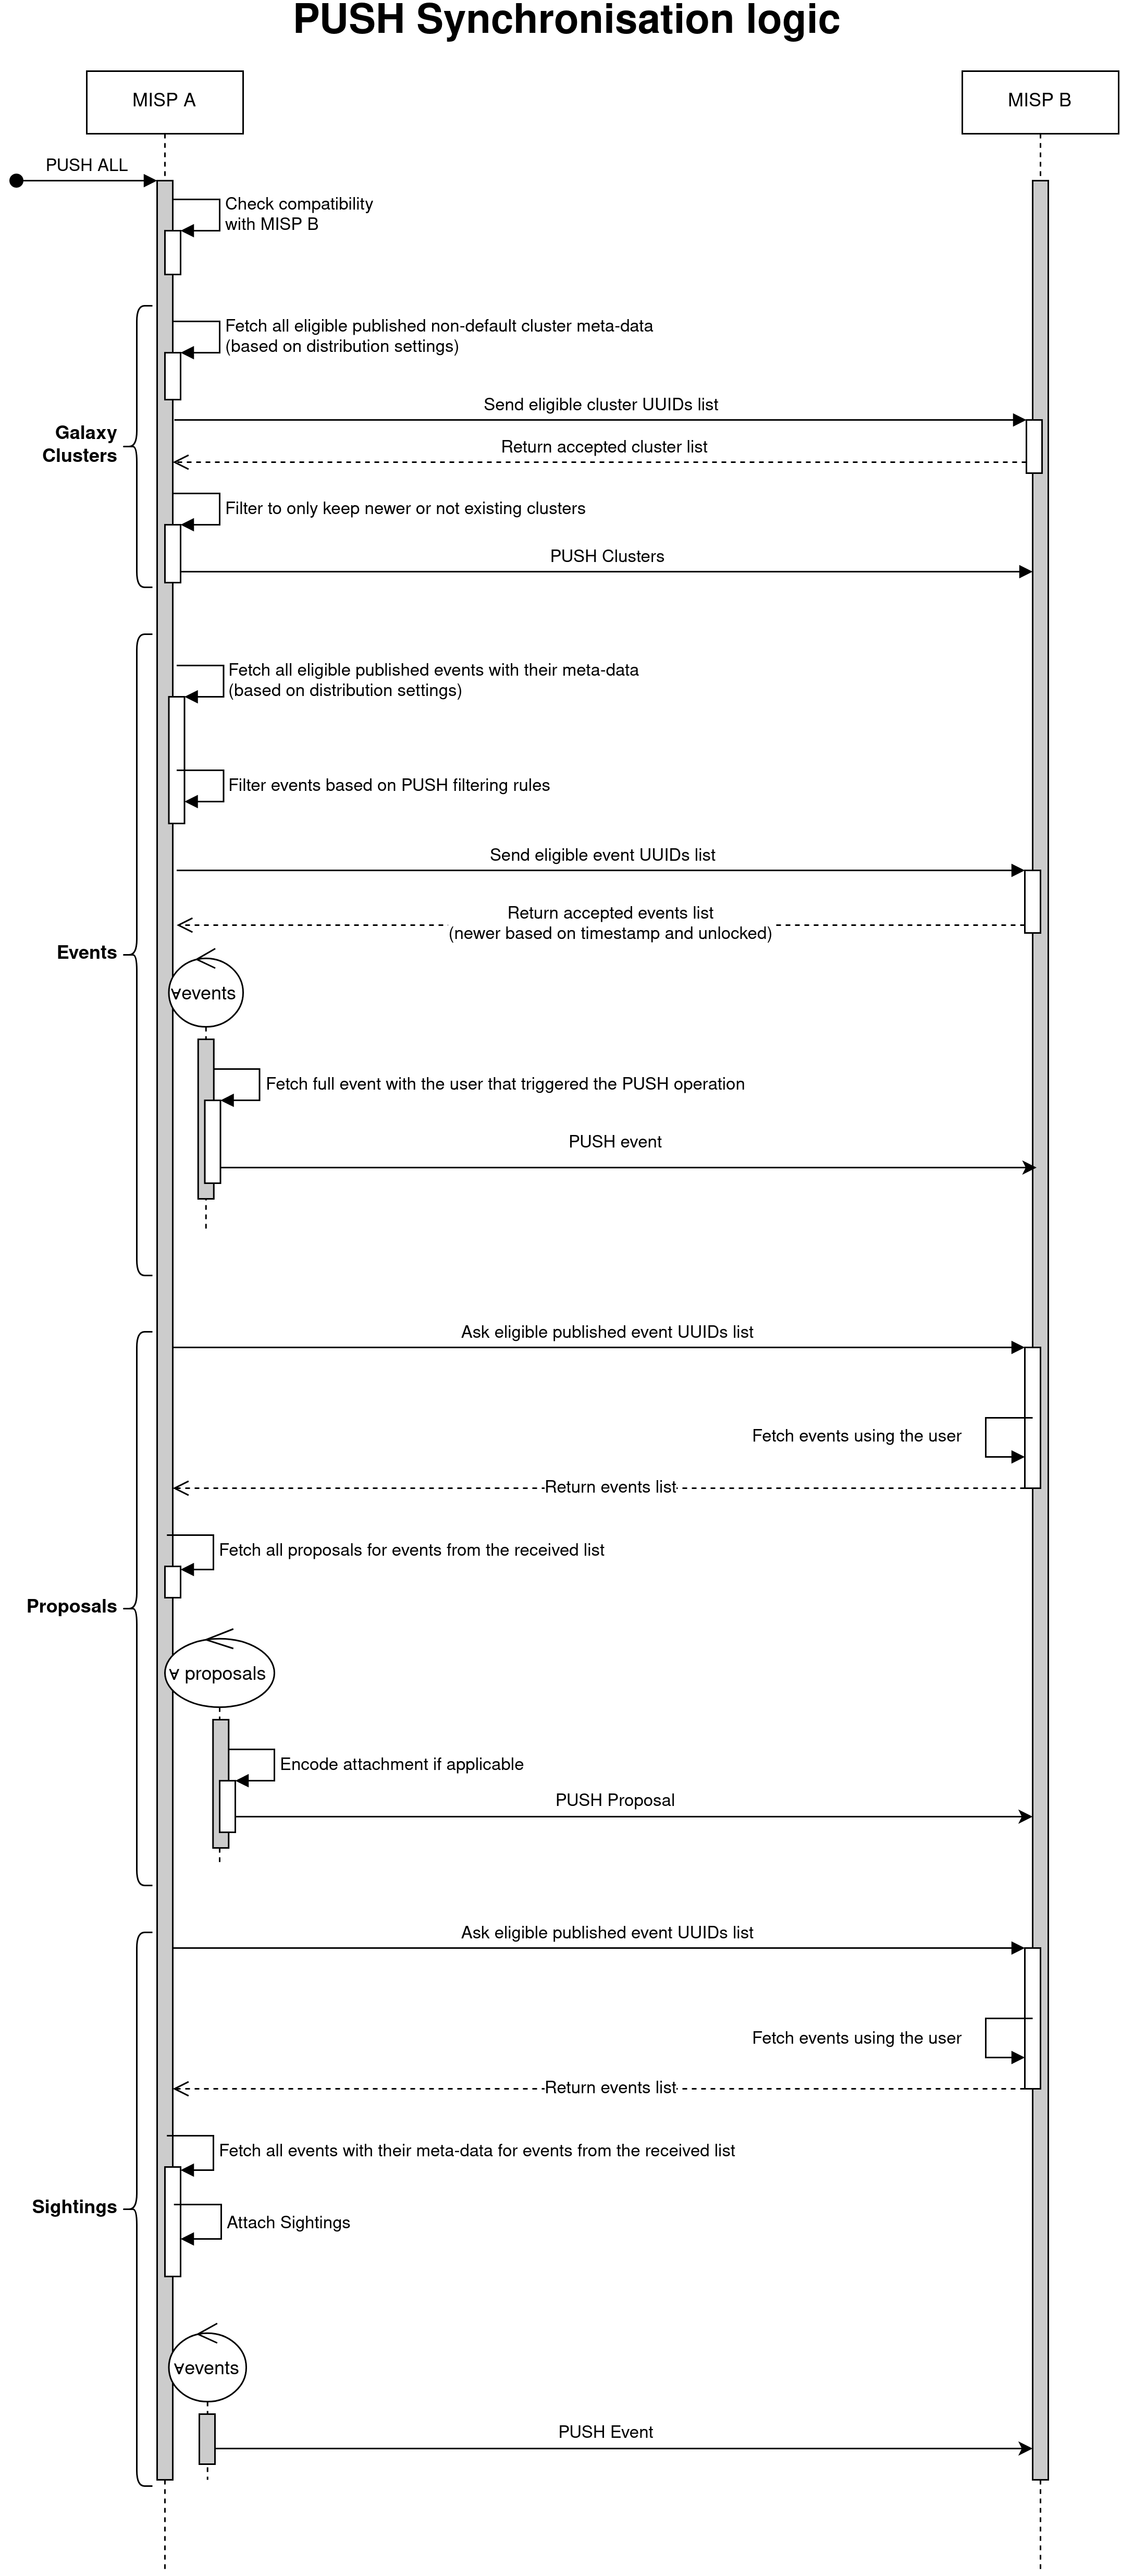 PUSH Synchronisation logic
MISP A
MISP B
PUSH ALL
Check compatibility
with MISP B
Galaxy
Clusters
Fetch all eligible published non-default cluster meta-data
(based on distribution settings)
Send eligible cluster UUIDs list
Return accepted cluster list
Filter to only keep newer or not existing clusters
PUSH Clusters
Events
Fetch all eligible published events with their meta-data
(based on distribution settings)
Filter events based on PUSH filtering rules
Send eligible event UUIDs list
Return accepted events list
(newer based on timestamp and unlocked)
∀events
Fetch full event with the user that triggered the PUSH operation
PUSH event
Proposals
Ask eligible published event UUIDs list
Fetch events using the user
Return events list
Fetch all proposals for events from the received list
∀ proposals
Encode attachment if applicable
PUSH Proposal
Sightings
Ask eligible published event UUIDs list
Fetch events using the user
Return events list
Fetch all events with their meta-data for events from the received list
Attach Sightings
∀events
PUSH Event